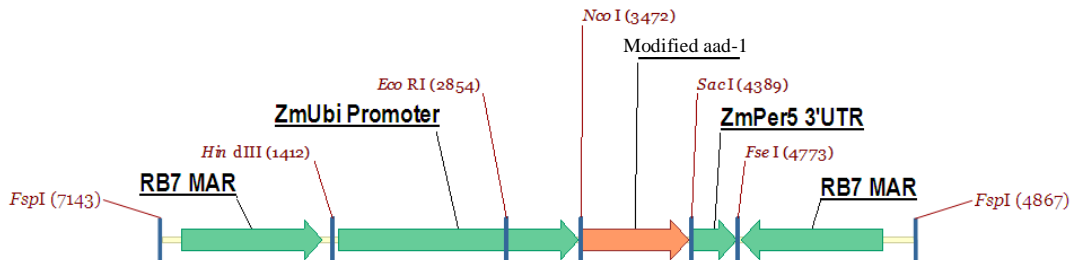 Nco I (3472)
Modified aad-1
Eco RI (2854)
SacI (4389)
ZmUbi Promoter
ZmPer5 3'UTR
Hin dIII (1412)
Fse I (4773)
RB7 MAR
RB7 MAR
FspI (7143)
FspI (4867)